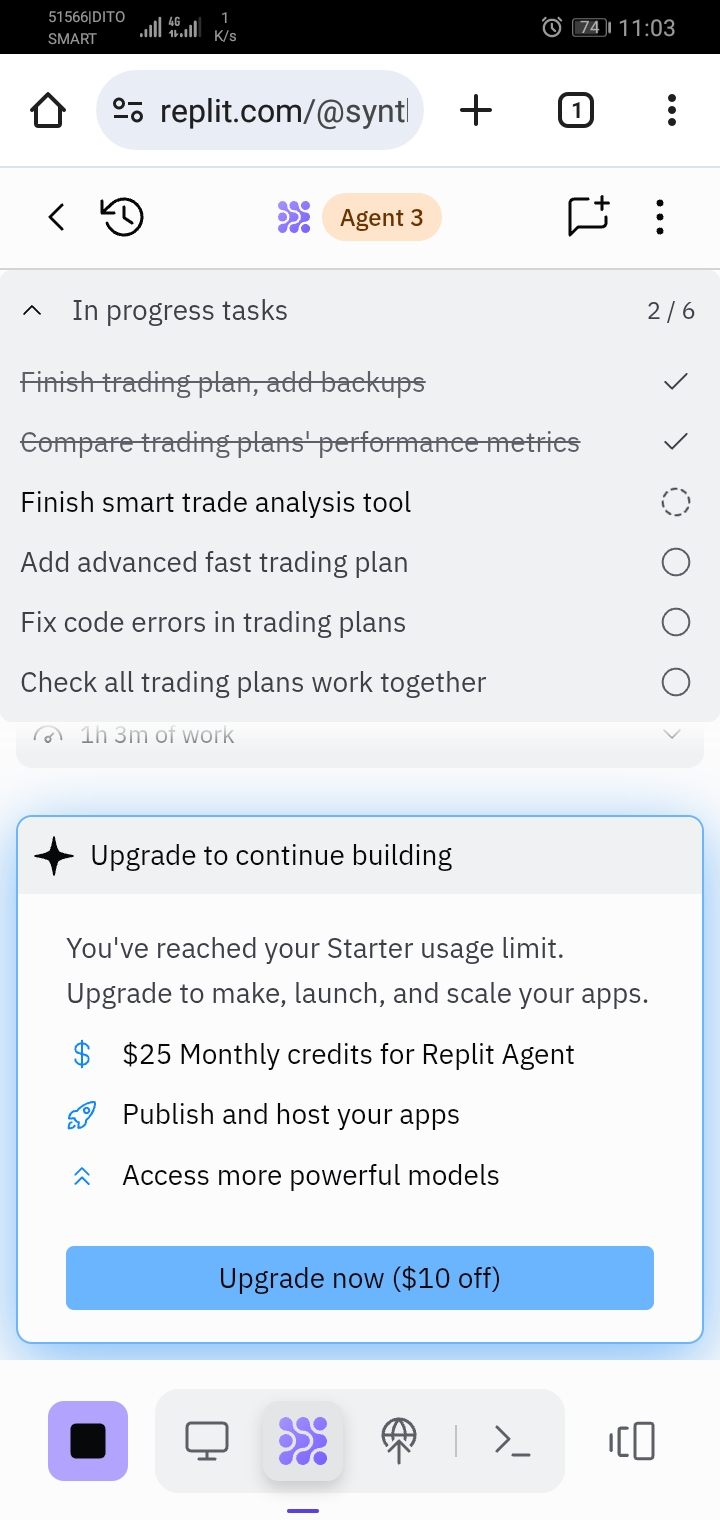 51566|DITO
SMART
4G
1
K/s
74
11:03
replit.com/@synt
1
Agent 3
In progress tasks
2 / 6
Finish trading plan, add backups
Compare trading plans' performance metrics
Finish smart trade analysis tool
Add advanced fast trading plan
Fix code errors in trading plans
Check all trading plans work together
1h 3m of work
Upgrade to continue building
You've reached your Starter usage limit.
Upgrade to make, launch, and scale your apps.
$25 Monthly credits for Replit Agent
Publish and host your apps
Access more powerful models
Upgrade now ($10 off)